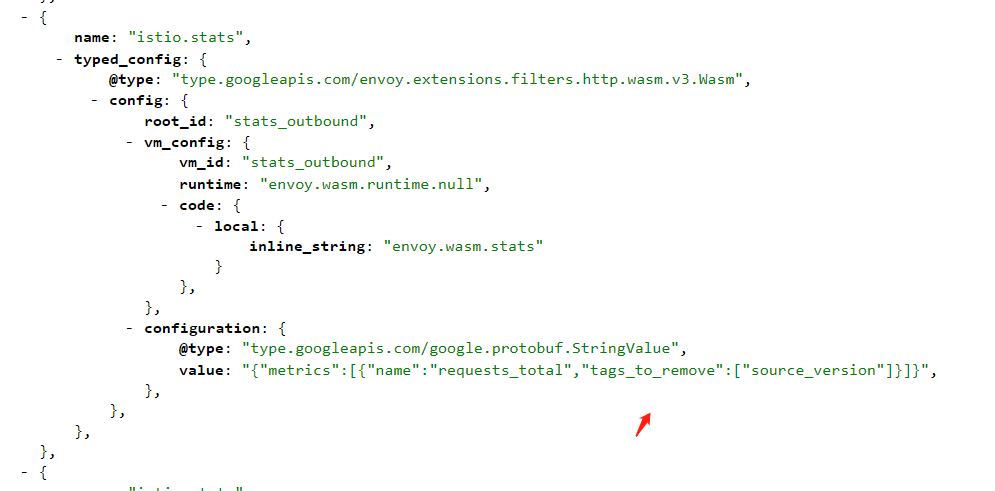 },
- {
name: "istio.stats",
- typed_config: {
@type: "type.googleapis.com/envoy.extensions.filters.http.wasm.v3.Wasm",
- config: {
root_id: "stats_outbound",
- vm_config: {
vm_id: "stats_outbound",
runtime: "envoy.wasm.runtime.null",
- code: {
- local: {
inline_string: "envoy.wasm.stats"
}
},
},
- configuration: {
@type: "type.googleapis.com/google.protobuf.StringValue",
value: "{"metrics":[{"name":"requests_total","tags_to_remove":["source_version"]}]}",
},
},
},
},
- {
"istio.stats"